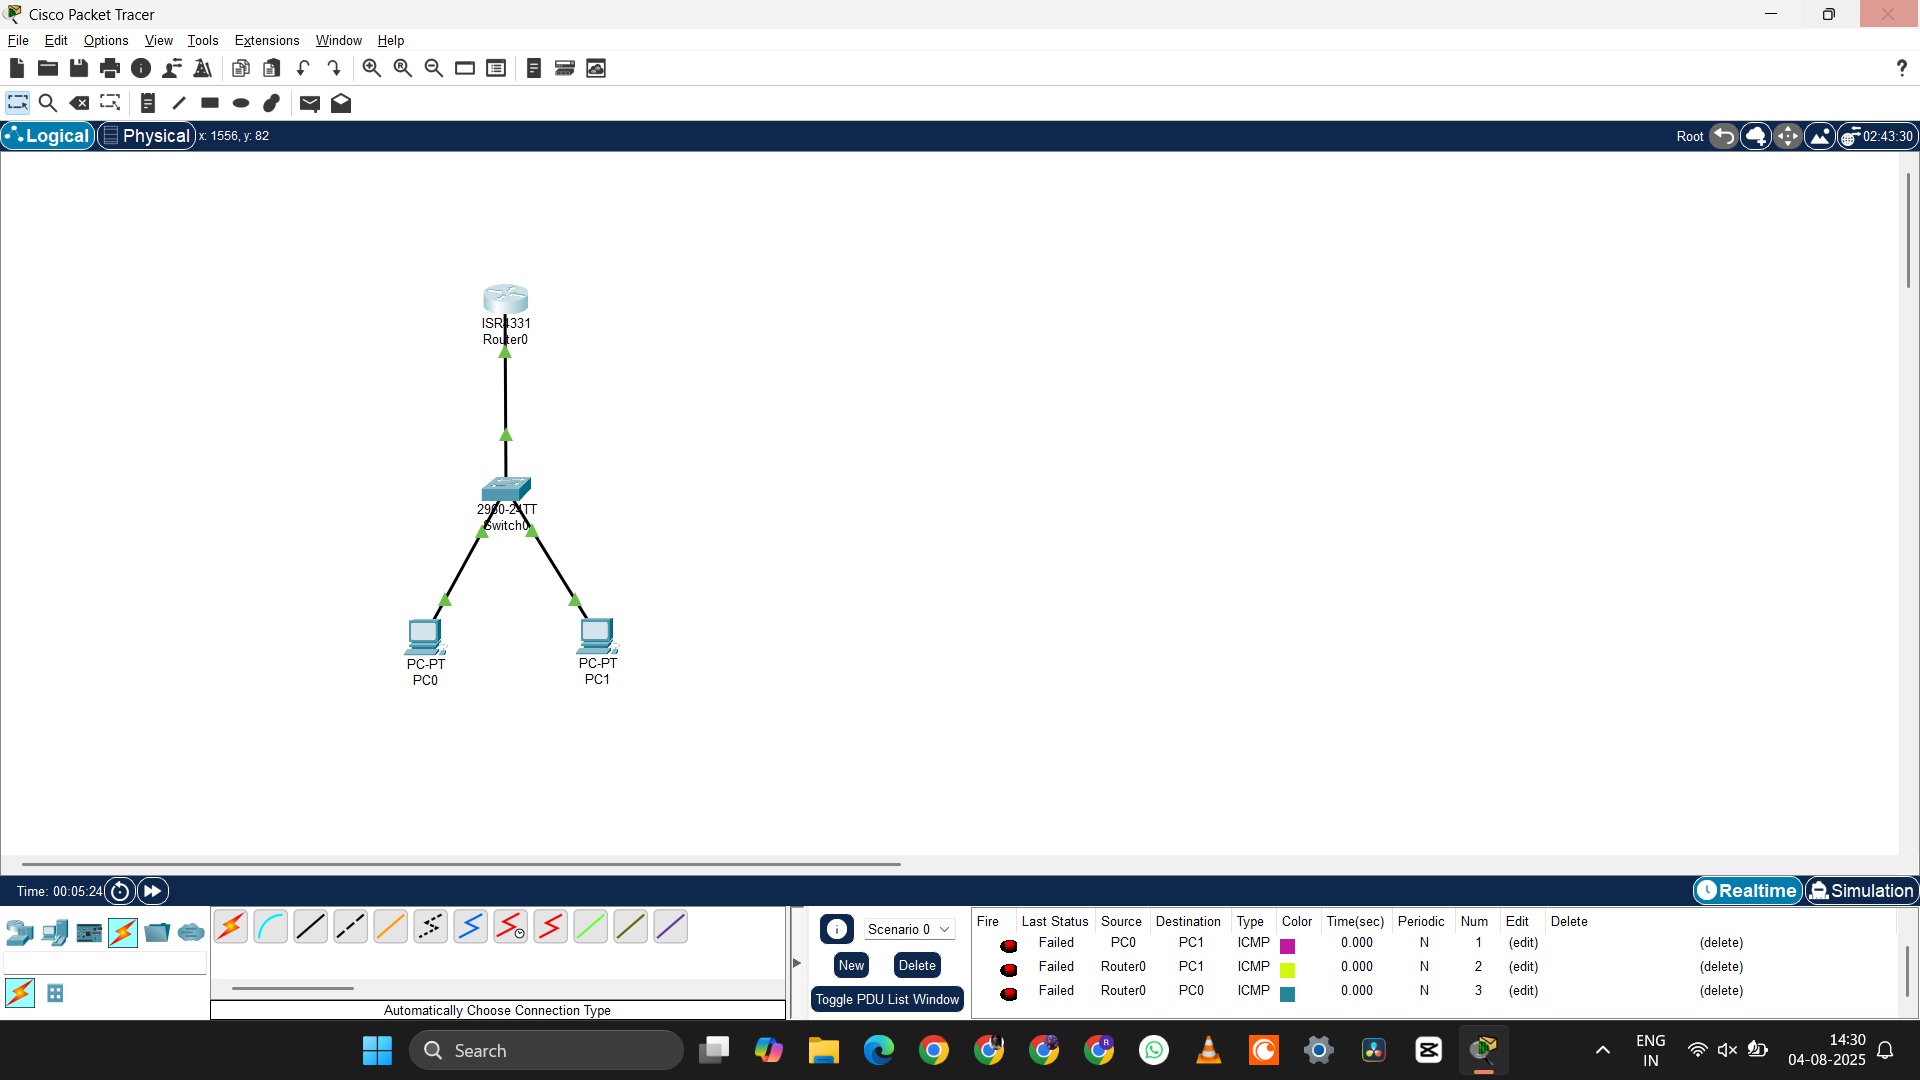 Cisco Packet Tracer
File Edit Options View Tools Extensions Window Help
?
Logical Physical x: 1556, y: 82 Root 02:43:30
ISR4331
Router0
2960-24TT
Switch0
PC-PT
PC0
PC-PT
PC1
Time: 00:05:24 Realtime Simulation
Scenario 0
New Delete
Toggle PDU List Window
Automatically Choose Connection Type
Fire Last Status Source Destination Type Color Time(sec) Periodic Num Edit Delete
Failed PC0 PC1 ICMP 0.000 N 1 (edit) (delete)
Failed Router0 PC1 ICMP 0.000 N 2 (edit) (delete)
Failed Router0 PC0 ICMP 0.000 N 3 (edit) (delete)
Search
ENG
IN
14:30
04-08-2025